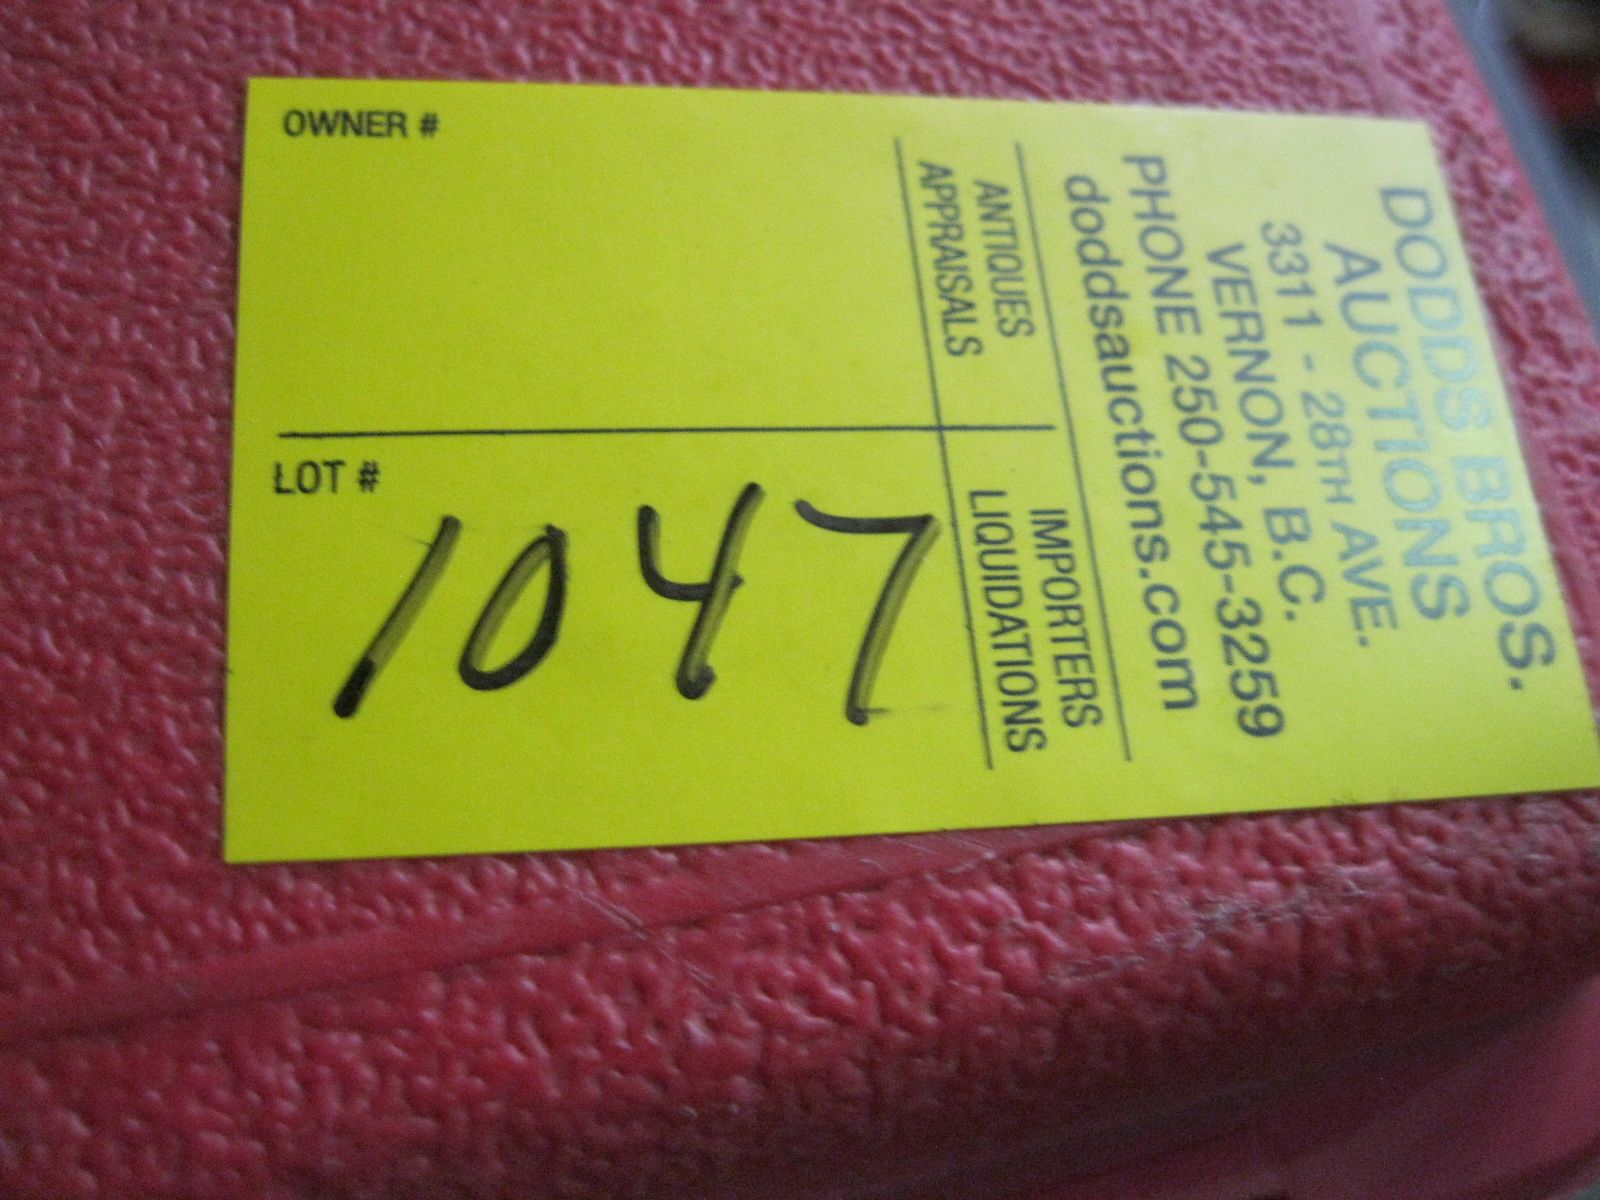 DODDS BROS.
AUCTIONS
3311 - 28TH AVE.
VERNON, B.C.
PHONE 250-545-3259
doddsauctions.com
ANTIQUES
APPRAISALS
IMPORTERS
LIQUIDATIONS
OWNER #
LOT #
1047